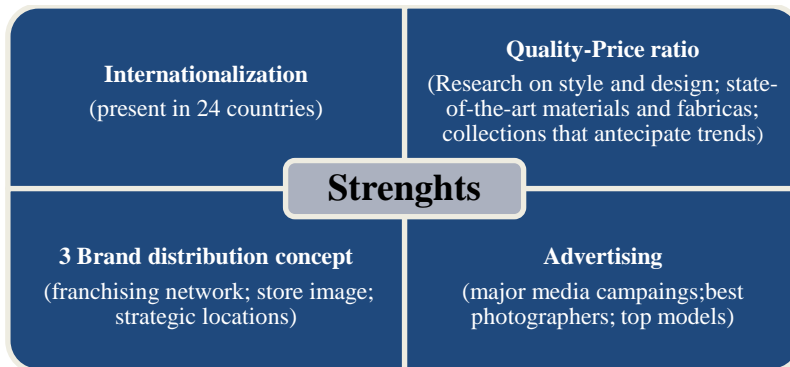 Internationalization
(present in 24 countries)
Quality-Price ratio
(Research on style and design; state-
of-the-art materials and fabricas;
collections that antecipate trends)
Strenghts
3 Brand distribution concept
(franchising network; store image;
strategic locations)
Advertising
(major media campaings;best
photographers; top models)